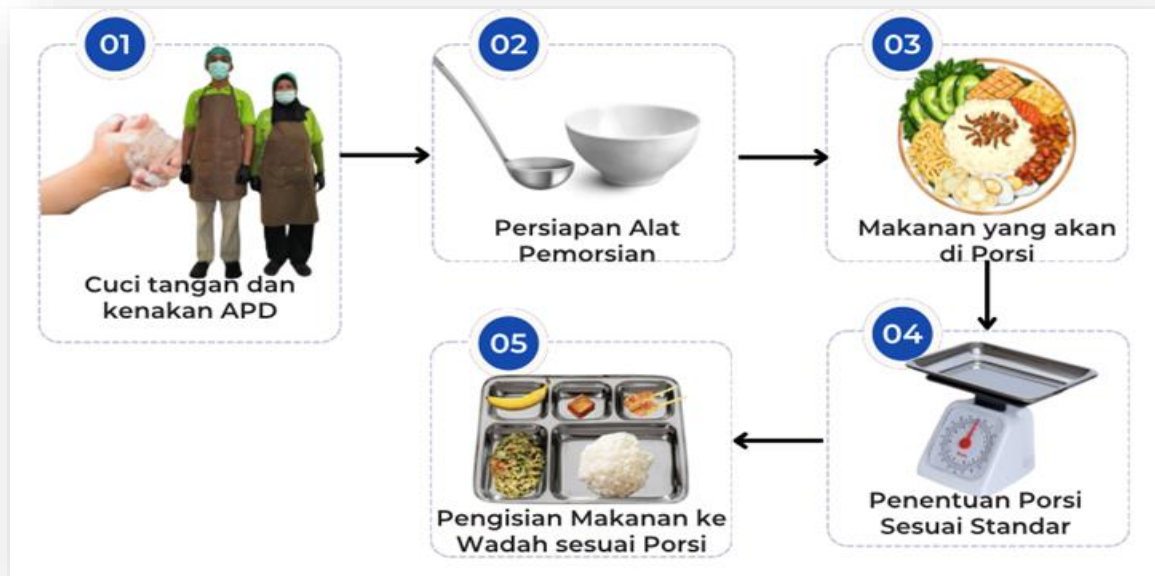 01
Cuci tangan dan
kenakan APD
02
Persiapan Alat
Pemorsian
03
Makanan yang akan
di Porsi
04
Penentuan Porsi
Sesuai Standar
05
Pengisian Makanan ke
Wadah sesuai Porsi